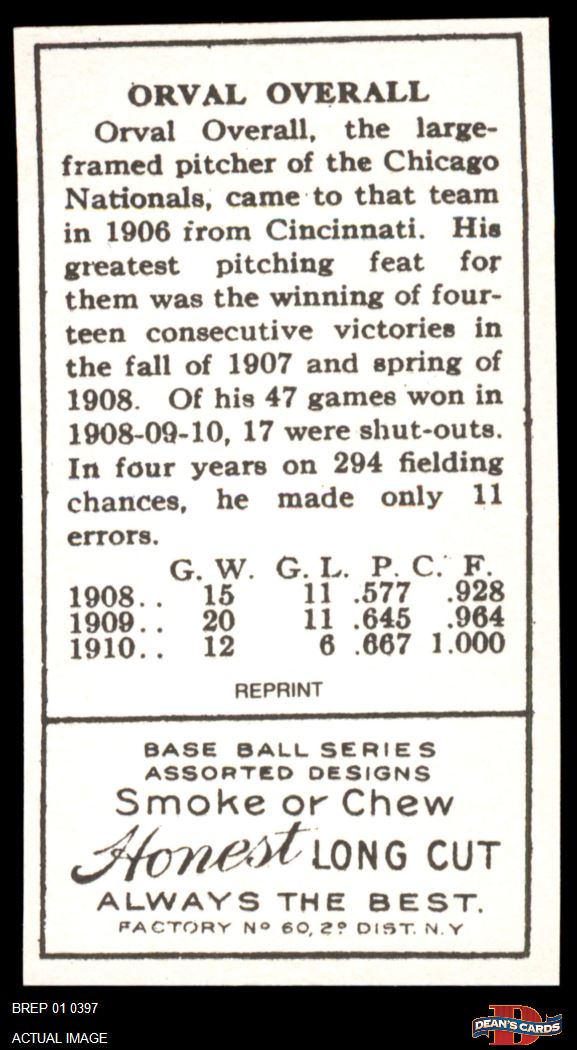 ORVAL OVERALL
Orval Overall, the large-
framed pitcher of the Chicago
Nationals, came to that team
in 1906 from Cincinnati. His
greatest pitching feat for
them was the winning of four-
teen consecutive victories in
the fall of 1907 and spring of
1908. Of his 47 games won in
1908-09-10, 17 were shut-outs.
In four years on 294 fielding
chances, he made only 11
errors.
G. W. G. L. P. C. F.
1908.. 15 11 .577 .928
1909.. 20 11 .645 .964
1910.. 12 6 .667 1.000
REPRINT
BASE BALL SERIES
ASSORTED DESIGNS
Smoke or Chew
Honest LONG CUT
ALWAYS THE BEST.
FACTORY Nº 60, 2º DIST. N.Y
BREP 01 0397
ACTUAL IMAGE
D
DEAN'S CARDS